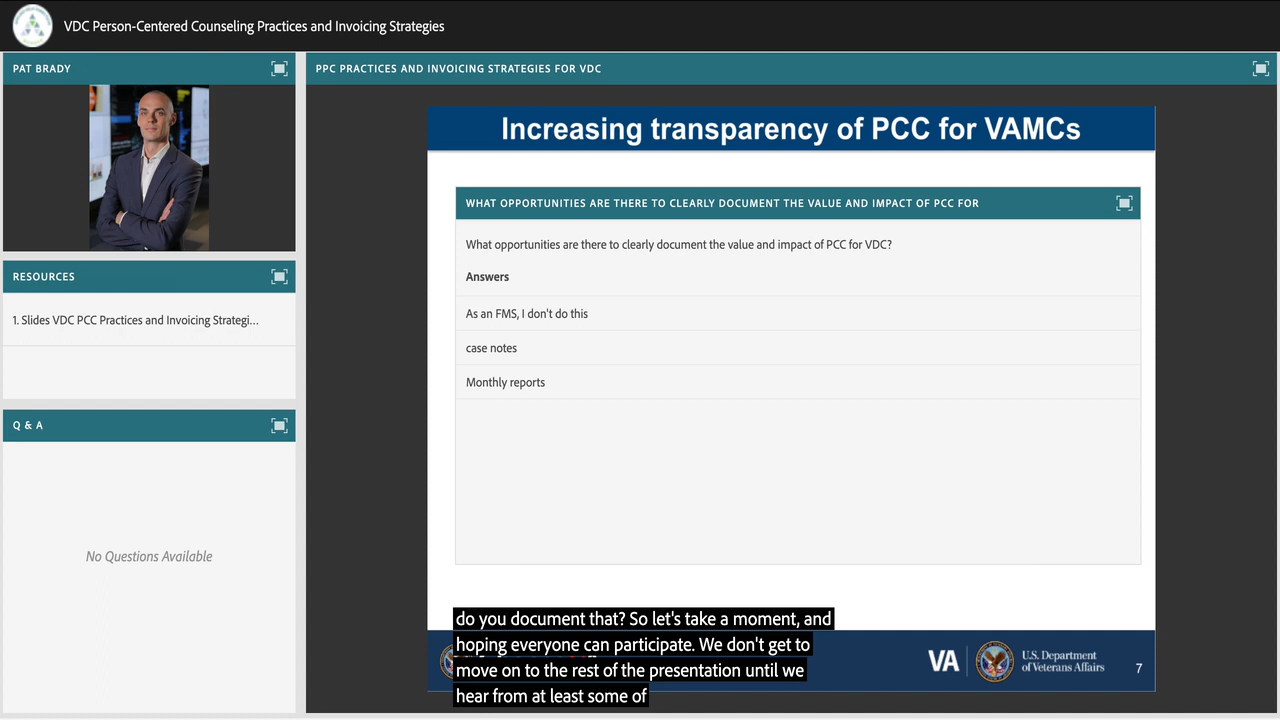 VDC Person-Centered Counseling Practices and Invoicing Strategies
PAT BRADY
PPC PRACTICES AND INVOICING STRATEGIES FOR VDC
RESOURCES
1. Slides VDC PCC Practices and Invoicing Strategi...
Q & A
No Questions Available
Increasing transparency of PCC for VAMCs
WHAT OPPORTUNITIES ARE THERE TO CLEARLY DOCUMENT THE VALUE AND IMPACT OF PCC FOR
What opportunities are there to clearly document the value and impact of PCC for VDC?
Answers
As an FMS, I don't do this
case notes
Monthly reports
do you document that? So let's take a moment, and
hoping everyone can participate. We don't get to
move on to the rest of the presentation until we
hear from at least some of
VA
U.S. Department
of Veterans Affairs
7